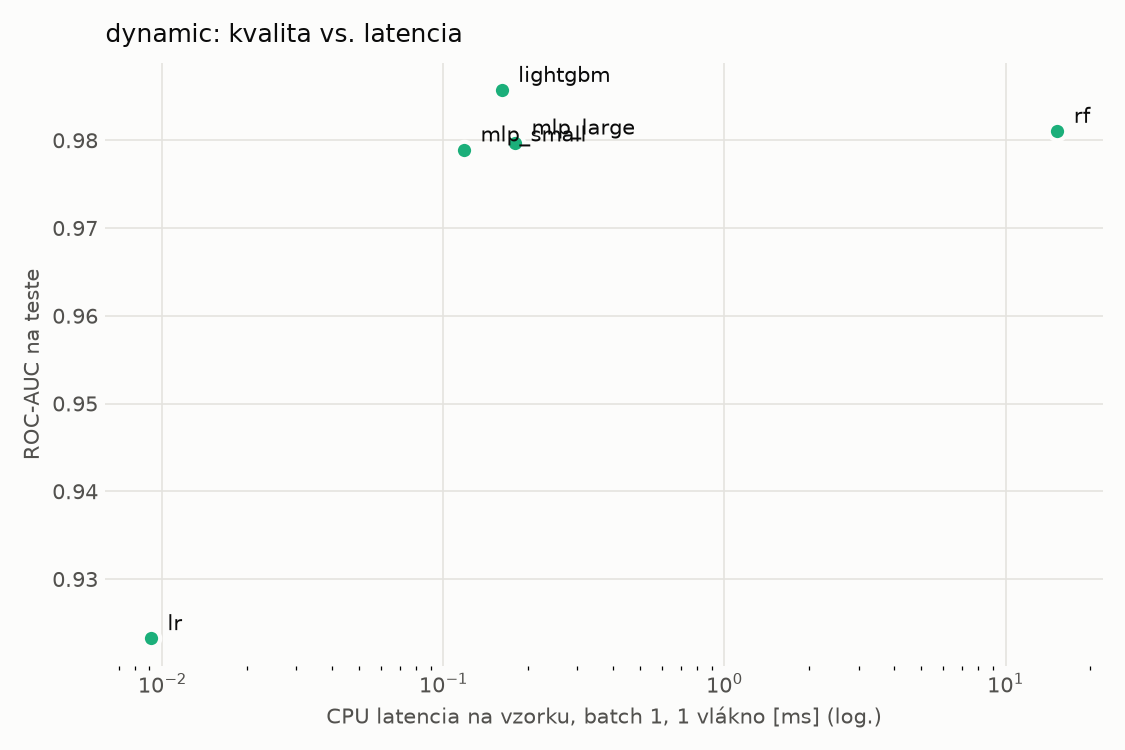 dynamic: kvalita vs. latencia
lightgbm
mlp_large
mlp_small
rf
lr
ROC-AUC na teste
0.98
0.97
0.96
0.95
0.94
0.93
10⁻² 10⁻¹ 10⁰ 10¹
CPU latencia na vzorku, batch 1, 1 vlákno [ms] (log.)